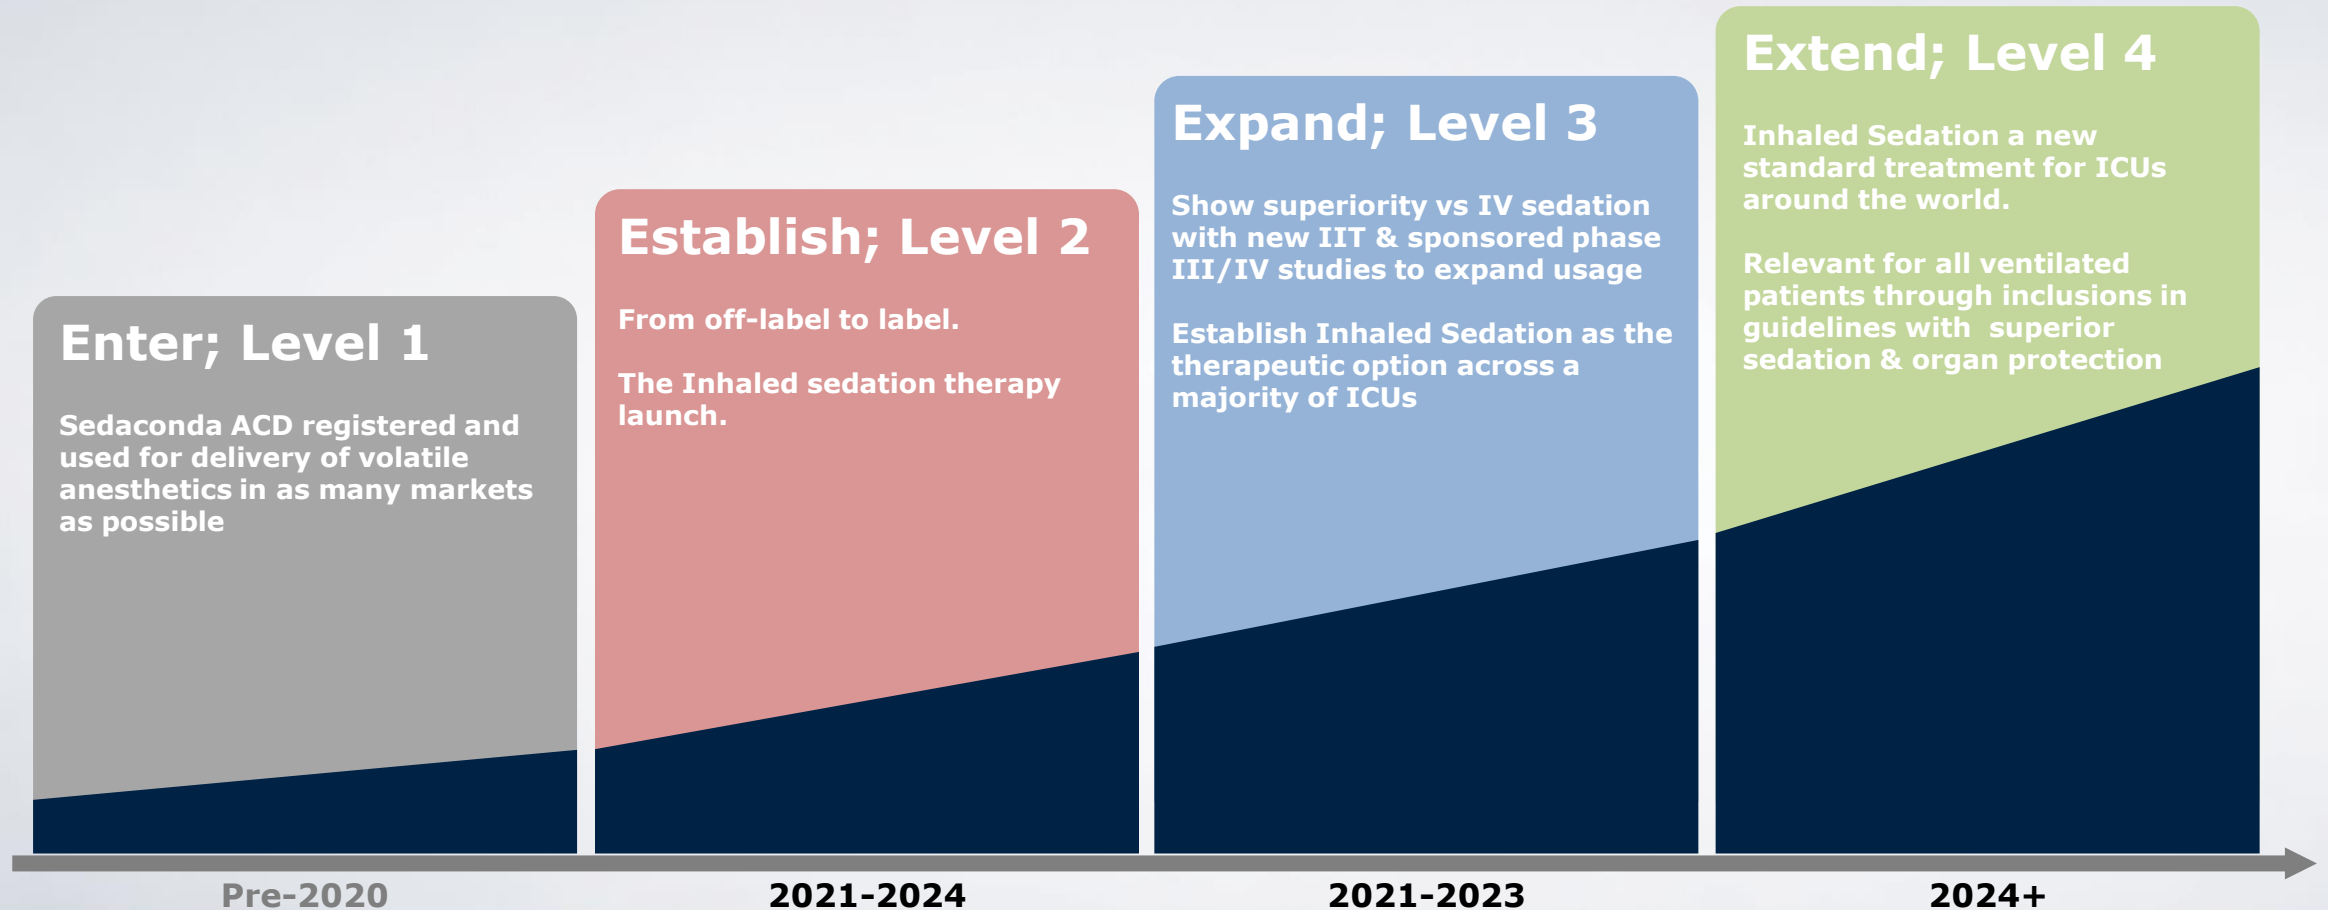 Enter; Level 1
Sedaconda ACD registered and
used for delivery of volatile
anesthetics in as many markets
as possible
Establish; Level 2
From off-label to label.
The Inhaled sedation therapy
launch.
Expand; Level 3
Show superiority vs IV sedation
with new IIT & sponsored phase
III/IV studies to expand usage
Establish Inhaled Sedation as the
therapeutic option across a
majority of ICUs
Extend; Level 4
Inhaled Sedation a new
standard treatment for ICUs
around the world.
Relevant for all ventilated
patients through inclusions in
guidelines with  superior
sedation & organ protection
Pre-2020
2021-2024
2021-2023
2024+